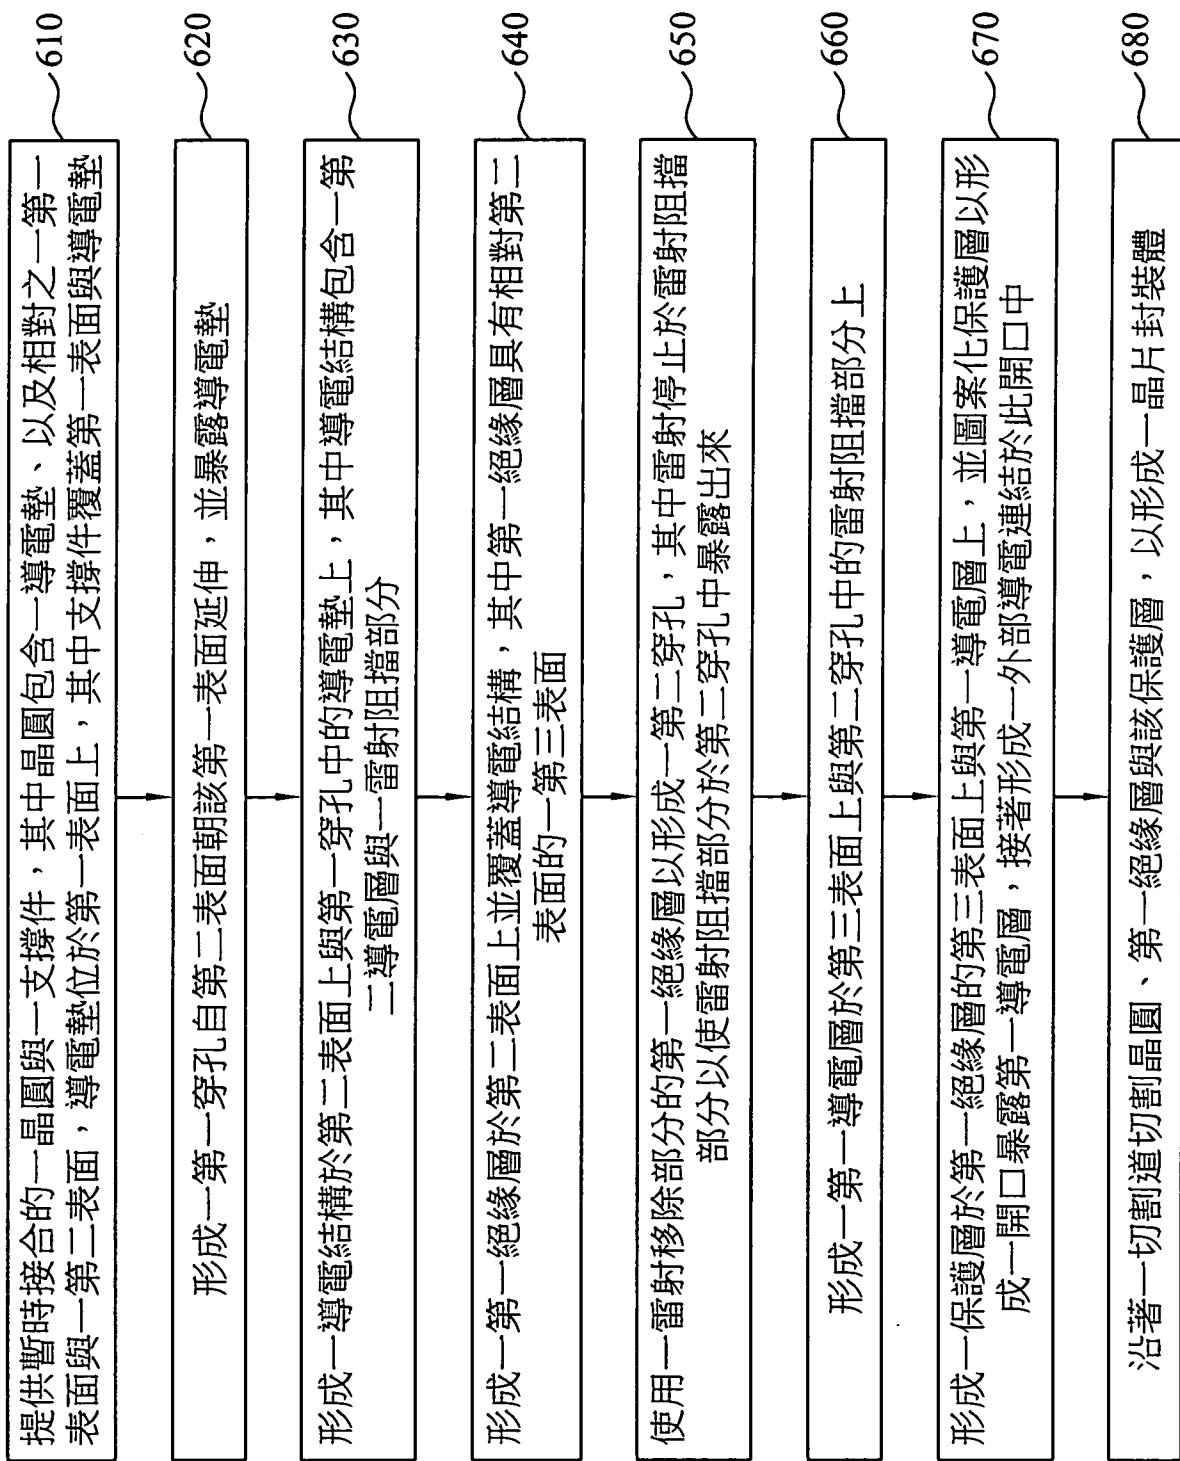 提供暫時接合的一晶圓與一支撐件，其中晶圓包含一導電墊、以及相對之一第一
表面與一第二表面，導電墊位於第一表面上，其中支撐件覆蓋第一表面與導電墊
610
形成一第一穿孔自第二表面朝該第一表面延伸，並暴露導電墊
620
形成一導電結構於第二表面上與第一穿孔中的導電墊上，其中導電結構包含一第
二導電層與一雷射阻擋部分
630
形成一第一絕緣層於第二表面上並覆蓋導電結構，其中第一絕緣層具有相對第二
表面的一第三表面
640
使用一雷射移除部分的第一絕緣層以形成一第二穿孔，其中雷射停止於雷射阻擋
部分以使雷射阻擋部分於第二穿孔中暴露出來
650
形成一第一導電層於第三表面上與第二穿孔中的雷射阻擋部分上
660
形成一保護層於第一絕緣層的第三表面上與第一導電層上，並圖案化保護層以形
成一開口暴露第一導電層，接著形成一外部導電連結於此開口中
670
沿著一切割道切割晶圓、第一絕緣層與該保護層，以形成一晶片封裝體
680